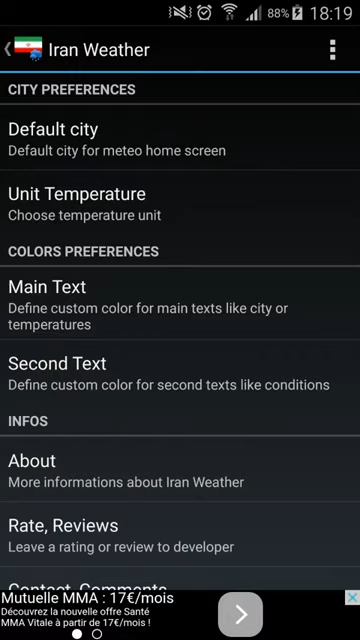 88% 18:19
Iran Weather
CITY PREFERENCES
Default city
Default city for meteo home screen
Unit Temperature
Choose temperature unit
COLORS PREFERENCES
Main Text
Define custom color for main texts like city or
temperatures
Second Text
Define custom color for second texts like conditions
INFOS
About
More informations about Iran Weather
Rate, Reviews
Leave a rating or review to developer
Contact, Comments
Mutuelle MMA : 17€/mois
Découvrez la nouvelle offre Santé
MMA Vitale à partir de 17€/mois !